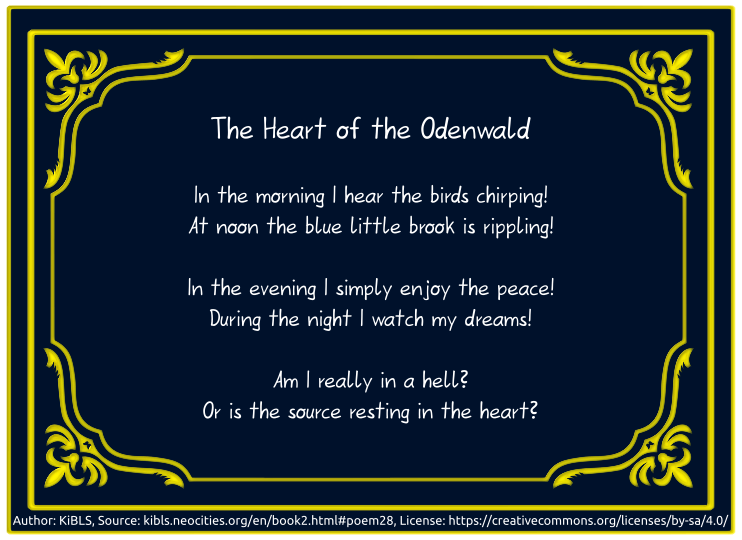 The Heart of the Odenwald
In the morning I hear the birds chirping!
At noon the blue little brook is rippling!
In the evening I simply enjoy the peace!
During the night I watch my dreams!
Am I really in a hell?
Or is the source resting in the heart?
Author: KiBLS, Source: kibls.neocities.org/en/book2.html#poem28, License: https://creativecommons.org/licenses/by-sa/4.0/